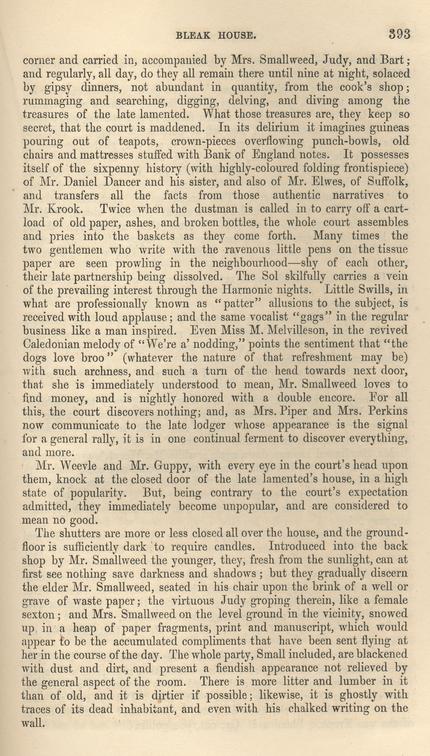 BLEAK HOUSE. 393
corner and carried in, accompanied by Mrs. Smallweed, Judy, and Bart;
and regularly, all day, do they all remain there until nine at night, solaced
by gipsy dinners, not abundant in quantity, from the cook's shop;
rummaging and searching, digging, delving, and diving among the
treasures of the late lamented. What those treasures are, they keep so
secret, that the court is maddened. In its delirium it imagines guineas
pouring out of teapots, crown-pieces overflowing punch-bowls, old
chairs and mattresses stuffed with Bank of England notes. It possesses
itself of the sixpenny history (with highly-coloured folding frontispiece)
of Mr. Daniel Dancer and his sister, and also of Mr. Elwes, of Suffolk,
and transfers all the facts from those authentic narratives to
Mr. Krook. Twice when the dustman is called in to carry off a cart-
load of old paper, ashes, and broken bottles, the whole court assembles
and pries into the baskets as they come forth. Many times the
two gentlemen who write with the ravenous little pens on the tissue
paper are seen prowling in the neighbourhood—shy of each other,
their late partnership being dissolved. The Sol skilfully carries a vein
of the prevailing interest through the Harmonic nights. Little Swills, in
what are professionally known as "patter" allusions to the subject, is
received with loud applause; and the same vocalist "gags" in the regular
business like a man inspired. Even Miss M. Melvilleson, in the revived
Caledonian melody of "We're a' nodding," points the sentiment that "the
dogs love broo" (whatever the nature of that refreshment may be)
with such archness, and such a turn of the head towards next door,
that she is immediately understood to mean, Mr. Smallweed loves to
find money, and is nightly honored with a double encore. For all
this, the court discovers nothing; and, as Mrs. Piper and Mrs. Perkins
now communicate to the late lodger whose appearance is the signal
for a general rally, it is in one continual ferment to discover everything,
and more.
Mr. Weevle and Mr. Guppy, with every eye in the court's head upon
them, knock at the closed door of the late lamented's house, in a high
state of popularity. But, being contrary to the court's expectation
admitted, they immediately become unpopular, and are considered to
mean no good.
The shutters are more or less closed all over the house, and the ground-
floor is sufficiently dark to require candles. Introduced into the back
shop by Mr. Smallweed the younger, they, fresh from the sunlight, can at
first see nothing save darkness and shadows; but they gradually discern
the elder Mr. Smallweed, seated in his chair upon the brink of a well or
grave of waste paper; the virtuous Judy groping therein, like a female
sexton; and Mrs. Smallweed on the level ground in the vicinity, snowed
up in a heap of paper fragments, print and manuscript, which would
appear to be the accumulated compliments that have been sent flying at
her in the course of the day. The whole party, Small included, are blackened
with dust and dirt, and present a fiendish appearance not relieved by
the general aspect of the room. There is more litter and lumber in it
than of old, and it is dirtier if possible; likewise, it is ghostly with
traces of its dead inhabitant, and even with his chalked writing on the
wall.